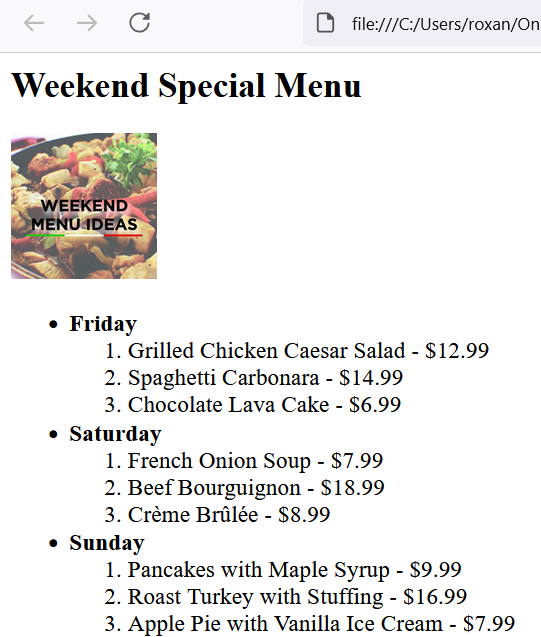 file:///C:/Users/roxan/On
Weekend Special Menu
WEEKEND
MENU IDEAS
• Friday
1. Grilled Chicken Caesar Salad - $12.99
2. Spaghetti Carbonara - $14.99
3. Chocolate Lava Cake - $6.99
• Saturday
1. French Onion Soup - $7.99
2. Beef Bourguignon - $18.99
3. Crème Brûlée - $8.99
• Sunday
1. Pancakes with Maple Syrup - $9.99
2. Roast Turkey with Stuffing - $16.99
3. Apple Pie with Vanilla Ice Cream - $7.99